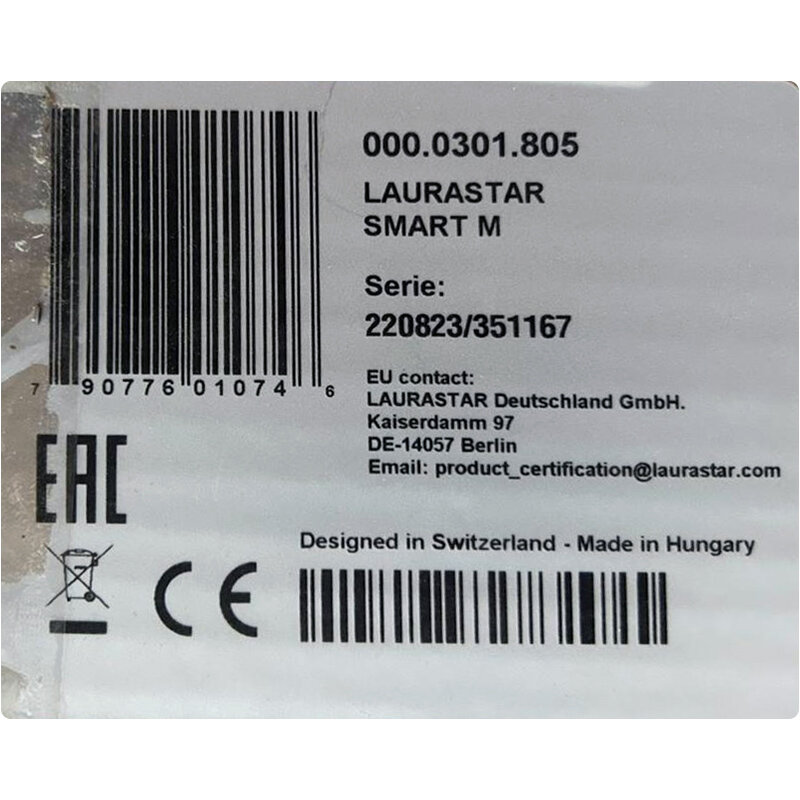 000.0301.805
LAURASTAR
SMART M
Serie:
220823/351167
7 90776 01074 6
EU contact:
LAURASTAR Deutschland GmbH.
Kaiserdamm 97
DE-14057 Berlin
Email: product_certification@laurastar.com
EAC
CE
Designed in Switzerland - Made in Hungary